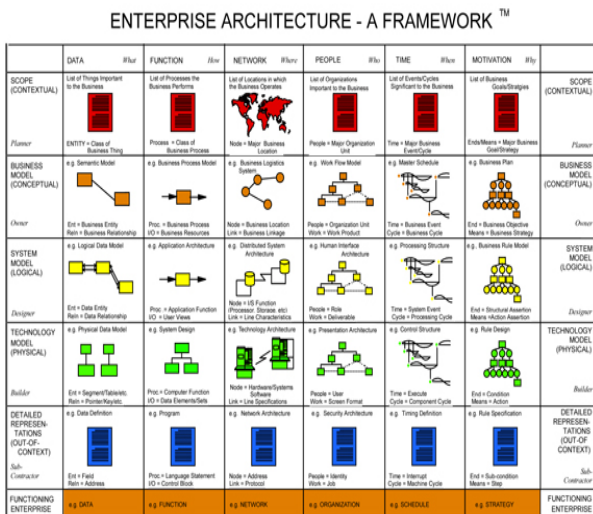 ENTERPRISE ARCHITECTURE - A FRAMEWORK ™
DATA What FUNCTION How NETWORK Where PEOPLE Who TIME When MOTIVATION Why
SCOPE
(CONTEXTUAL)
Planner
List of Things Important
to the Business
ENTITY = Class of
Business Thing
List of Processes the
Business Performs
Process = Class of
Business Process
List of Locations in which
the Business Operates
Node = Major Business
Location
List of Organizations
Important to the Business
People = Major Organization
Unit
List of Events/Cycles
Significant to the Business
Time = Major Business
Event/Cycle
List of Business
Goals/Stratgies
Ends/Means = Major Business
Goal/Strategy
SCOPE
(CONTEXTUAL)
Planner
BUSINESS
MODEL
(CONCEPTUAL)
Owner
e.g. Semantic Model
Ent = Business Entity
Reln = Business Relationship
e.g. Business Process Model
Proc. = Business Process
I/O = Business Resources
e.g. Business Logistics
System
Node = Business Location
Link = Business Linkage
e.g. Work Flow Model
People = Organization Unit
Work = Work Product
e.g. Master Schedule
Time = Business Event
Cycle = Business Cycle
e.g. Business Plan
End = Business Objective
Means = Business Strategy
BUSINESS
MODEL
(CONCEPTUAL)
Owner
SYSTEM
MODEL
(LOGICAL)
Designer
e.g. Logical Data Model
Ent = Data Entity
Reln = Data Relationship
e.g. Application Architecture
Proc. = Application Function
I/O = User Views
e.g. Distributed System
Architecture
Node = I/S Function
(Processor, Storage, etc)
Link = Line Characteristics
e.g. Human Interface
Architecture
People = Role
Work = Deliverable
e.g. Processing Structure
Time = System Event
Cycle = Processing Cycle
e.g. Business Rule Model
End = Structural Assertion
Means =Action Assertion
SYSTEM
MODEL
(LOGICAL)
Designer
TECHNOLOGY
MODEL
(PHYSICAL)
Builder
e.g. Physical Data Model
Ent = Segment/Table/etc.
Reln = Pointer/Key/etc.
e.g. System Design
Proc.= Computer Function
I/O = Data Elements/Sets
e.g. Technology Architecture
Node = Hardware/Systems
Software
Link = Line Specifications
e.g. Presentation Architecture
People = User
Work = Screen Format
e.g. Control Structure
Time = Execute
Cycle = Component Cycle
e.g. Rule Design
End = Condition
Means = Action
TECHNOLOGY
MODEL
(PHYSICAL)
Builder
DETAILED
REPRESEN-
TATIONS
(OUT-OF-
CONTEXT)
Sub-
Contractor
e.g. Data Definition
Ent = Field
Reln = Address
e.g. Program
Proc.= Language Statement
I/O = Control Block
e.g. Network Architecture
Node = Address
Link = Protocol
e.g. Security Architecture
People = Identity
Work = Job
e.g. Timing Definition
Time = Interrupt
Cycle = Machine Cycle
e.g. Rule Specification
End = Sub-condition
Means = Step
DETAILED
REPRESEN-
TATIONS
(OUT-OF
CONTEXT)
Sub-
Contractor
FUNCTIONING
ENTERPRISE
e.g. DATA
e.g. FUNCTION
e.g. NETWORK
e.g. ORGANIZATION
e.g. SCHEDULE
e.g. STRATEGY
FUNCTIONING
ENTERPRISE